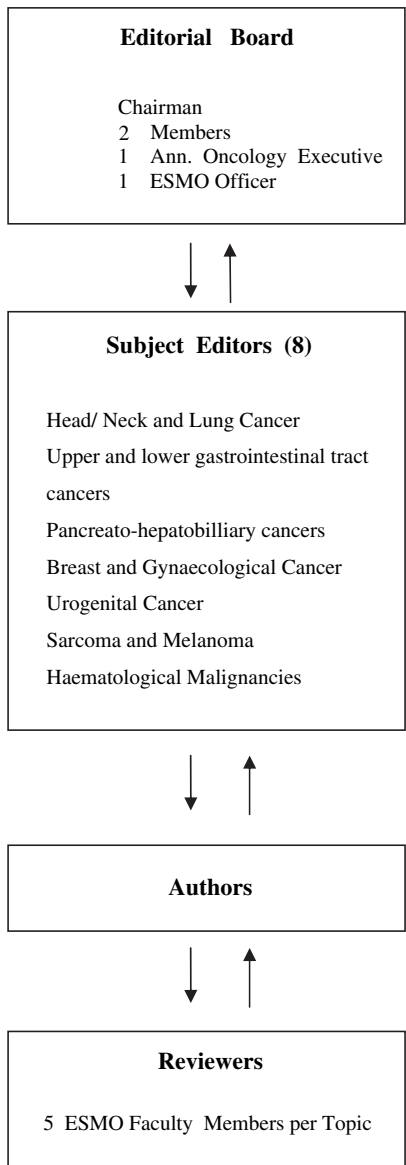 Editorial Board
Chairman
2 Members
1 Ann. Oncology Executive
1 ESMO Officer
Subject Editors (8)
Head/ Neck and Lung Cancer
Upper and lower gastrointestinal tract
cancers
Pancreato-hepatobilliary cancers
Breast and Gynaecological Cancer
Urogenital Cancer
Sarcoma and Melanoma
Haematological Malignancies
Authors
Reviewers
5 ESMO Faculty Members per Topic